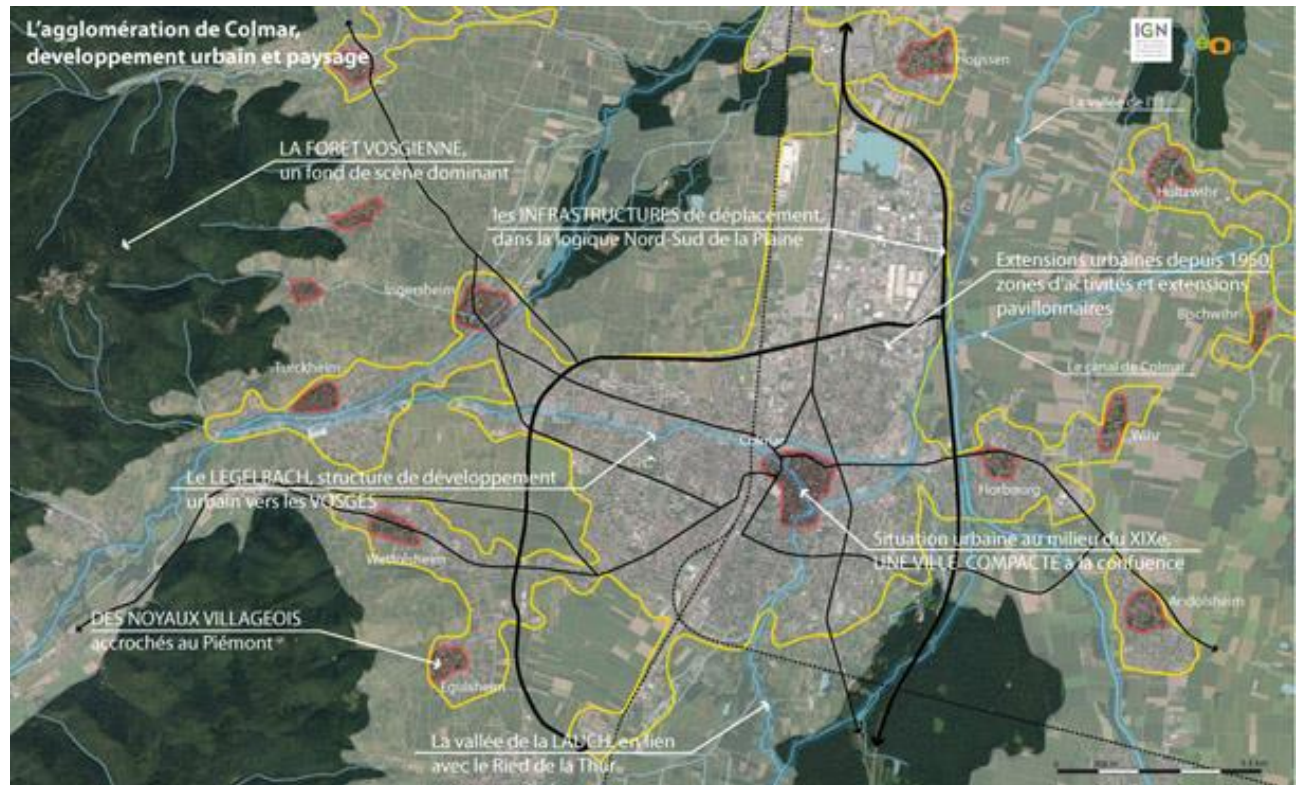 L'agglomération de Colmar,
developpement urbain et paysage
IGN
Houssen
La vallée de l'Ill
LA FORET VOSGIENNE,
un fond de scène dominant
Holtzwihr
les INFRASTRUCTURES de déplacement,
dans la logique Nord-Sud de la Plaine
Extensions urbaines depuis 1950,
zones d'activités et extensions
pavillonnaires
Ingersheim
Bischwihr
Turckheim
Le canal de Colmar
Wihr
Colmar
Horbourg
Le LEGELBACH, structure de développement
urbain vers les VOSGES
Situation urbaine au milieu du XIXe,
UNE VILLE COMPACTE à la confuence
Wettolsheim
DES NOYAUX VILLAGEOIS
accrochés au Piémont
Andolsheim
Eguisheim
La vallée de la LAUCH, en lien
avec le Ried de la Thur